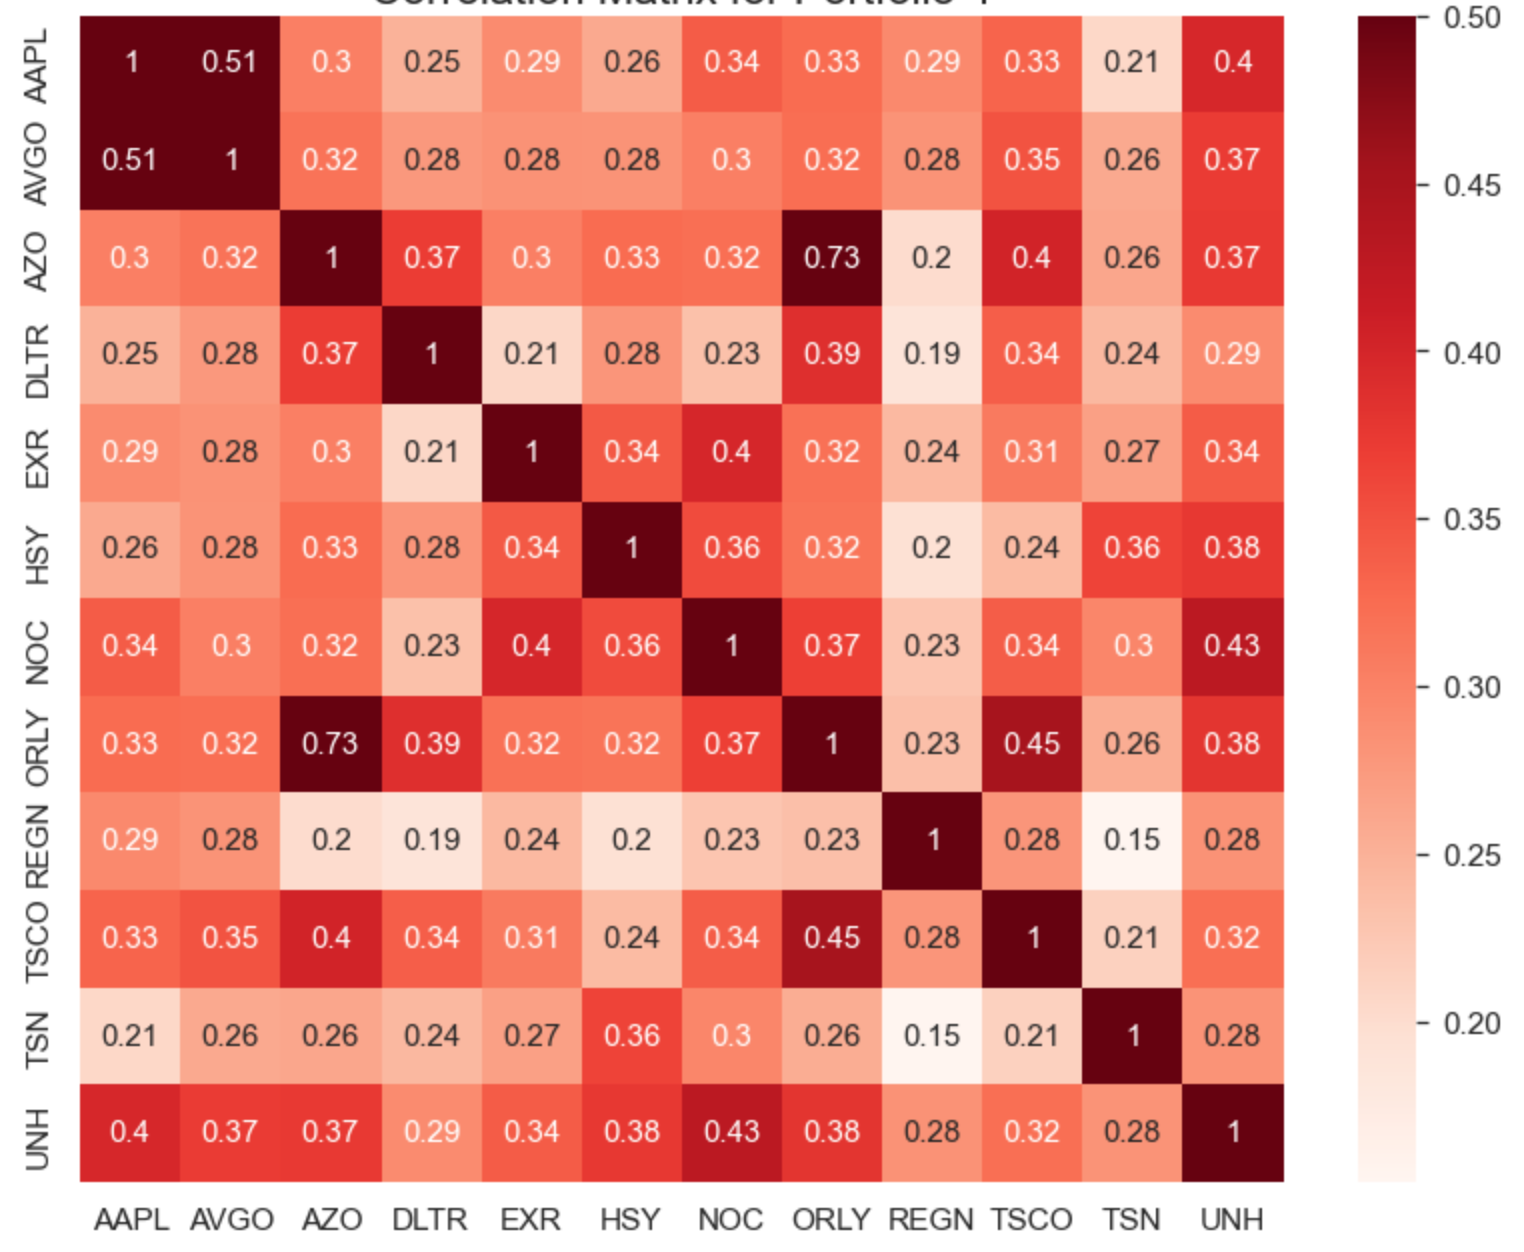 Correlation Matrix for Portfolio
AAPL 1 0.51 0.3 0.25 0.29 0.26 0.34 0.33 0.29 0.33 0.21 0.4
AVGO 0.51 1 0.32 0.28 0.28 0.28 0.3 0.32 0.28 0.35 0.26 0.37
AZO 0.3 0.32 1 0.37 0.3 0.33 0.32 0.73 0.2 0.4 0.26 0.37
DLTR 0.25 0.28 0.37 1 0.21 0.28 0.23 0.39 0.19 0.34 0.24 0.29
EXR 0.29 0.28 0.3 0.21 1 0.34 0.4 0.32 0.24 0.31 0.27 0.34
HSY 0.26 0.28 0.33 0.28 0.34 1 0.36 0.32 0.2 0.24 0.36 0.38
NOC 0.34 0.3 0.32 0.23 0.4 0.36 1 0.37 0.23 0.34 0.3 0.43
ORLY 0.33 0.32 0.73 0.39 0.32 0.32 0.37 1 0.23 0.45 0.26 0.38
REGN 0.29 0.28 0.2 0.19 0.24 0.2 0.23 0.23 1 0.28 0.15 0.28
TSCO 0.33 0.35 0.4 0.34 0.31 0.24 0.34 0.45 0.28 1 0.21 0.32
TSN 0.21 0.26 0.26 0.24 0.27 0.36 0.3 0.26 0.15 0.21 1 0.28
UNH 0.4 0.37 0.37 0.29 0.34 0.38 0.43 0.38 0.28 0.32 0.28 1
AAPL AVGO AZO DLTR EXR HSY NOC ORLY REGN TSCO TSN UNH
0.50
0.45
0.40
0.35
0.30
0.25
0.20